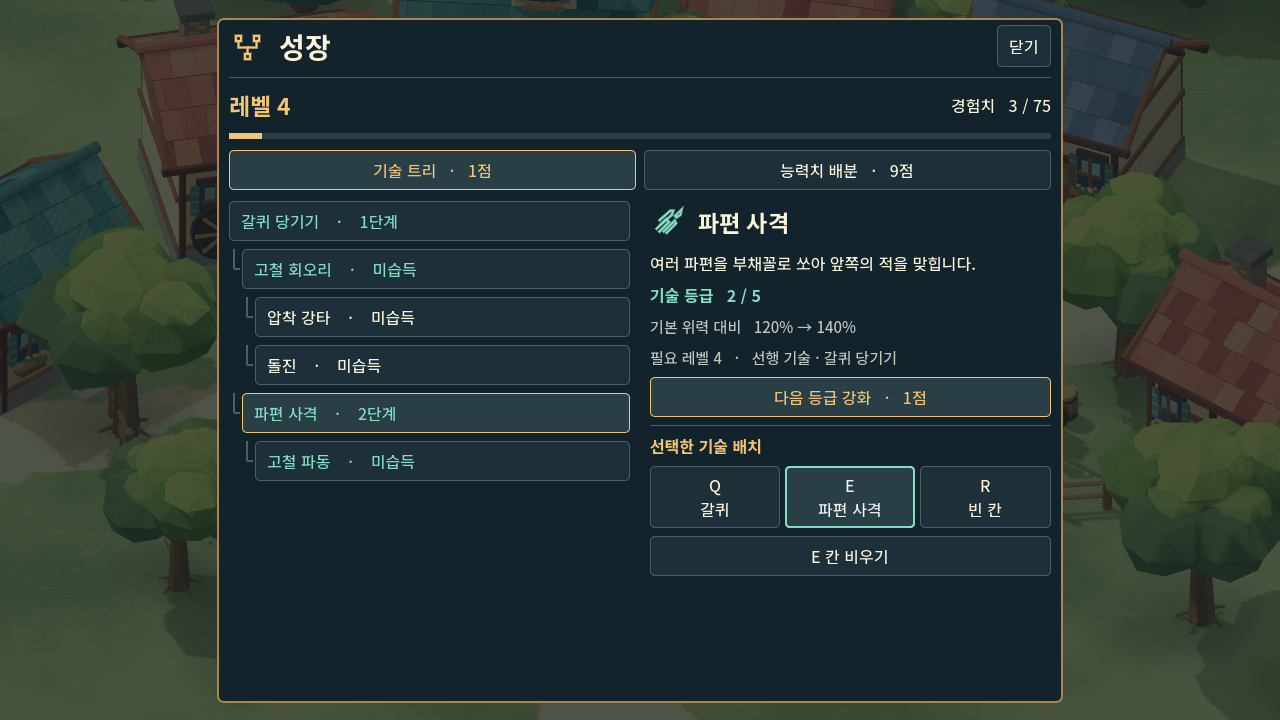 성장
닫기
레벨 4
경험치 3 / 75
기술 트리 · 1점
능력치 배분 · 9점
갈퀴 당기기 · 1단계
고철 회오리 · 미습득
압착 강타 · 미습득
돌진 · 미습득
파편 사격 · 2단계
고철 파동 · 미습득
파편 사격
여러 파편을 부채꼴로 쏘아 앞쪽의 적을 맞힙니다.
기술 등급 2 / 5
기본 위력 대비 120% → 140%
필요 레벨 4 · 선행 기술 · 갈퀴 당기기
다음 등급 강화 · 1점
선택한 기술 배치
Q
갈퀴
E
파편 사격
R
빈 칸
E 칸 비우기